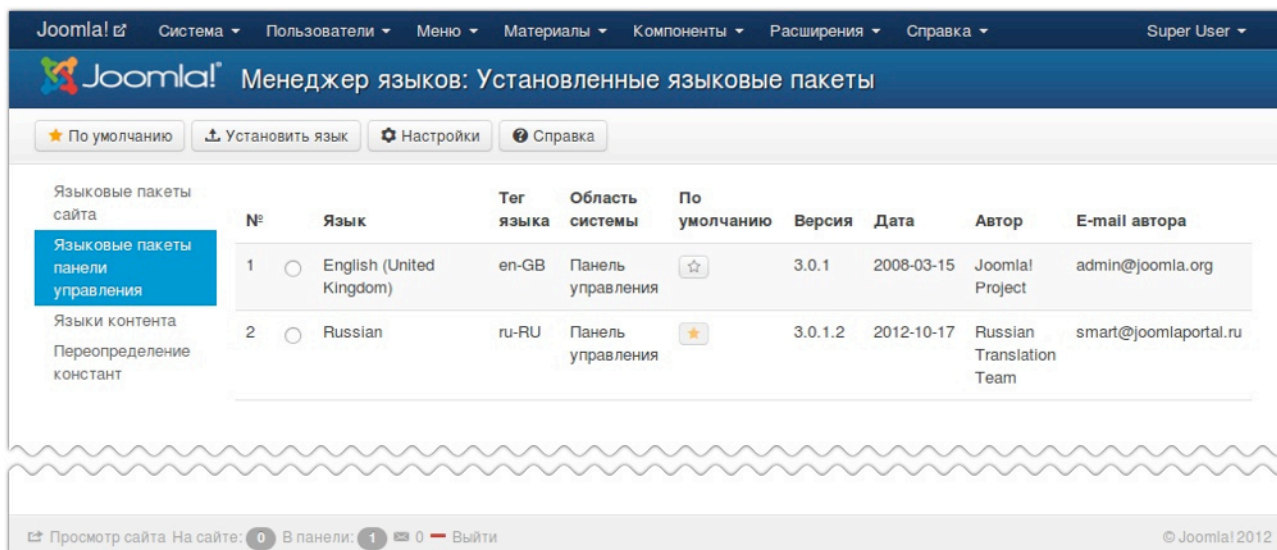 Joomla! Система Пользователи Меню Материалы Компоненты Расширения Справка Super User
Joomla! Менеджер языков: Установленные языковые пакеты
По умолчанию Установить язык Настройки Справка
Языковые пакеты
сайта
Языковые пакеты
панели
управления
Языки контента
Переопределение
констант
№ Язык Тег языка Область системы По умолчанию Версия Дата Автор E-mail автора
1 English (United en-GB Панель 3.0.1 2008-03-15 Joomla! admin@joomla.org
Kingdom) управления Project
2 Russian ru-RU Панель 3.0.1.2 2012-10-17 Russian smart@joomlaportal.ru
управления Translation
Team
Просмотр сайта На сайте: 0 В панели: 1 0 Выйти © Joomla! 2012